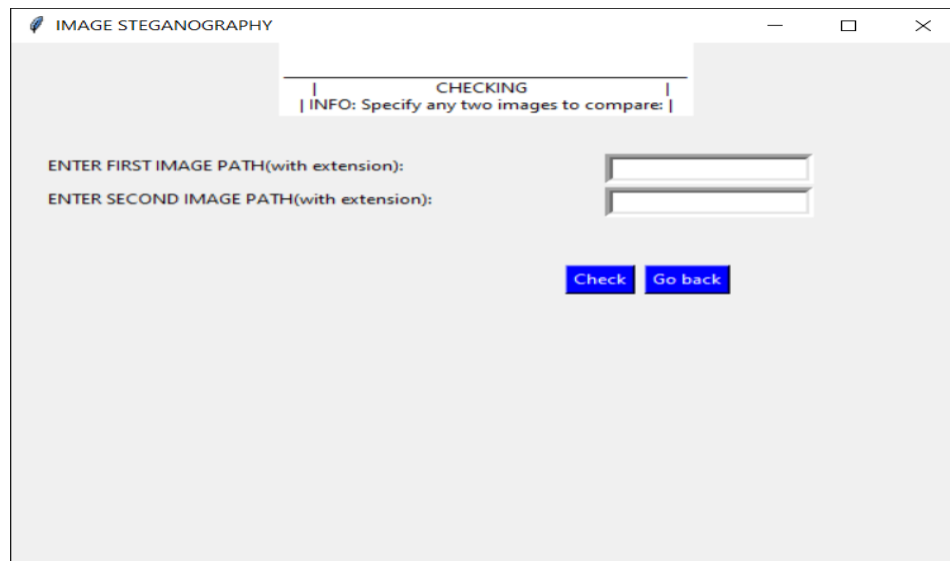 IMAGE STEGANOGRAPHY
| CHECKING |
| INFO: Specify any two images to compare: |
ENTER FIRST IMAGE PATH(with extension):
ENTER SECOND IMAGE PATH(with extension):
Check Go back